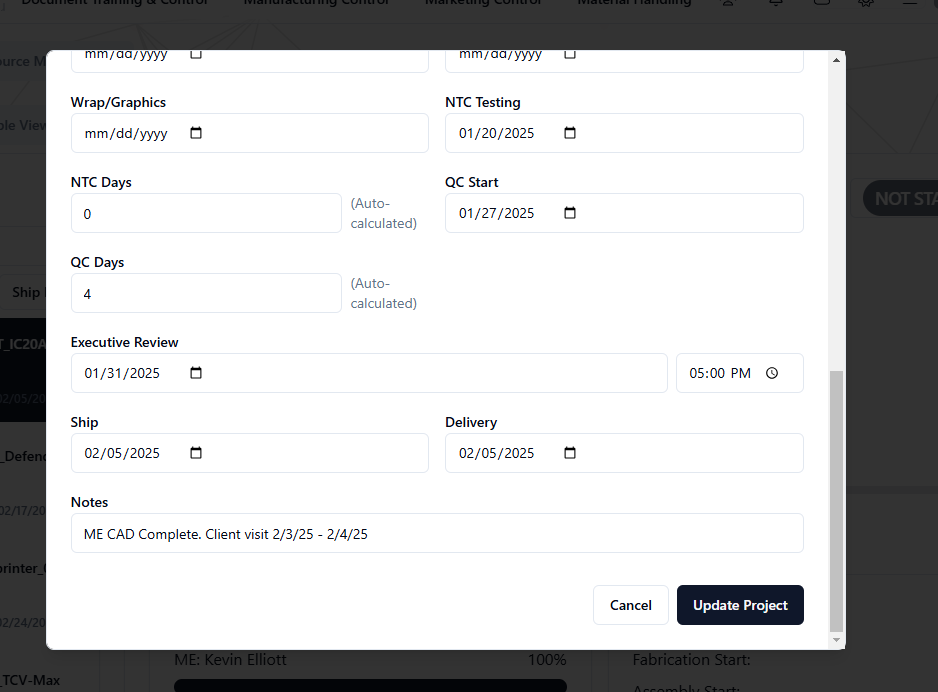 Document Training & Control Manufacturing Control Marketing Control Material Handling
mm/dd/yyyy mm/dd/yyyy
Wrap/Graphics NTC Testing
mm/dd/yyyy 01/20/2025
NTC Days QC Start
0 (Auto-calculated) 01/27/2025
NOT STA
QC Days
4 (Auto-calculated)
Ship
Executive Review
01/31/2025 05:00 PM
_IC20A
02/05/20
Ship Delivery
02/05/2025 02/05/2025
_Defend
Notes
02/17/20
ME CAD Complete. Client visit 2/3/25 - 2/4/25
printer_
Cancel Update Project
02/24/20
ME: Kevin Elliott 100% Fabrication Start:
_TCV-Max
Assembly Start: